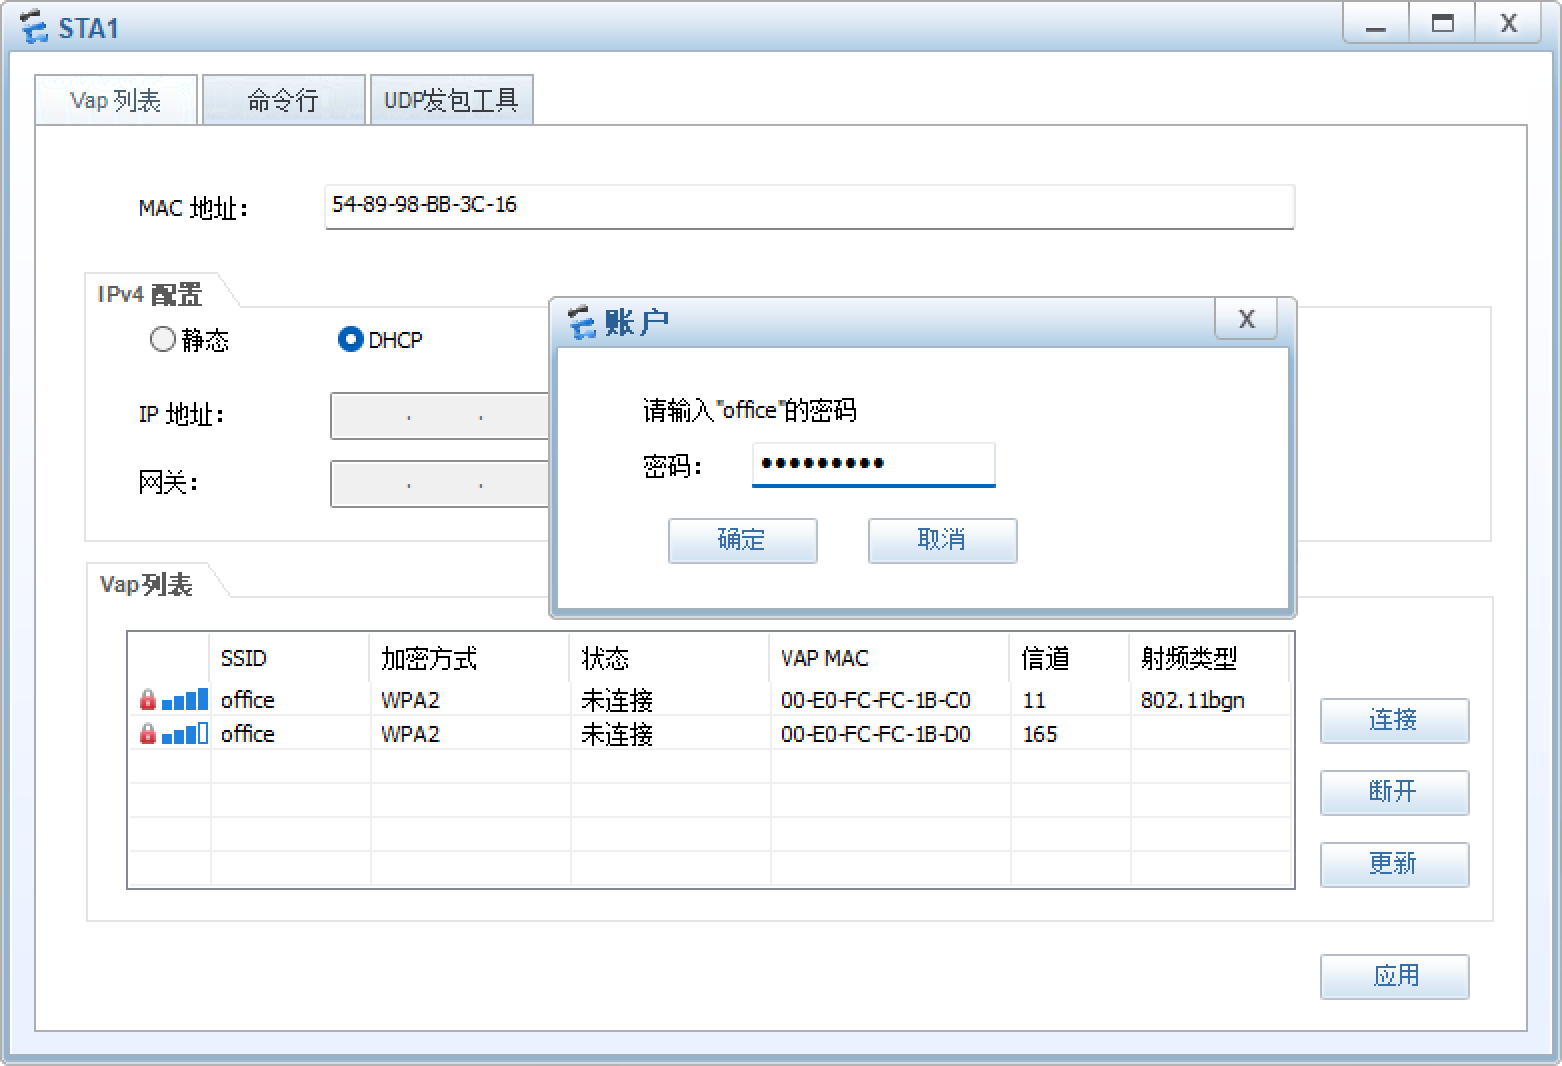 STA1
Vap 列表 命令行 UDP发包工具
MAC 地址： 54-89-98-BB-3C-16
IPv4 配置
静态 DHCP
IP 地址： . .
网关： . .
账户 X
请输入"office"的密码
密码： •••••••••
确定 取消
Vap列表
SSID 加密方式 状态 VAP MAC 信道 射频类型
office WPA2 未连接 00-E0-FC-FC-1B-C0 11 802.11bgn
office WPA2 未连接 00-E0-FC-FC-1B-D0 165
连接
断开
更新
应用